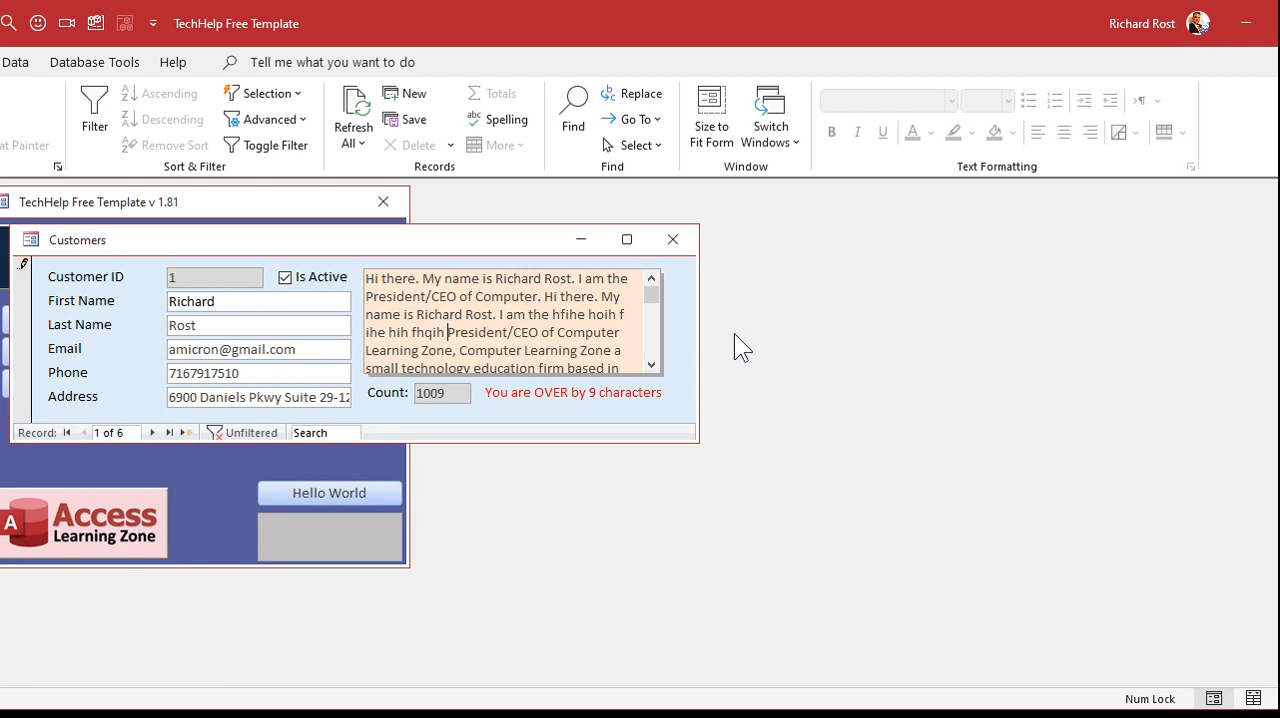 TechHelp Free Template
Richard Rost
Data Database Tools Help Tell me what you want to do
at Painter
Filter
Ascending
Descending
Remove Sort
Selection
Advanced
Toggle Filter
Sort & Filter
Refresh All
New
Save
Delete
Totals
Spelling
More
Records
Find
Replace
Go To
Select
Find
Size to Fit Form
Switch Windows
Window
B I U A
Text Formatting
TechHelp Free Template v 1.81
Customers
Customer ID 1 Is Active
First Name Richard
Last Name Rost
Email amicron@gmail.com
Phone 7167917510
Address 6900 Daniels Pkwy Suite 29-12
Hi there. My name is Richard Rost. I am the
President/CEO of Computer. Hi there. My
name is Richard Rost. I am the hfihe hoih f
ihe hih fhqih President/CEO of Computer
Learning Zone, Computer Learning Zone a
small technology education firm based in
Count: 1009 You are OVER by 9 characters
Record: 1 of 6 Unfiltered Search
Hello World
A Access
Learning Zone
Num Lock